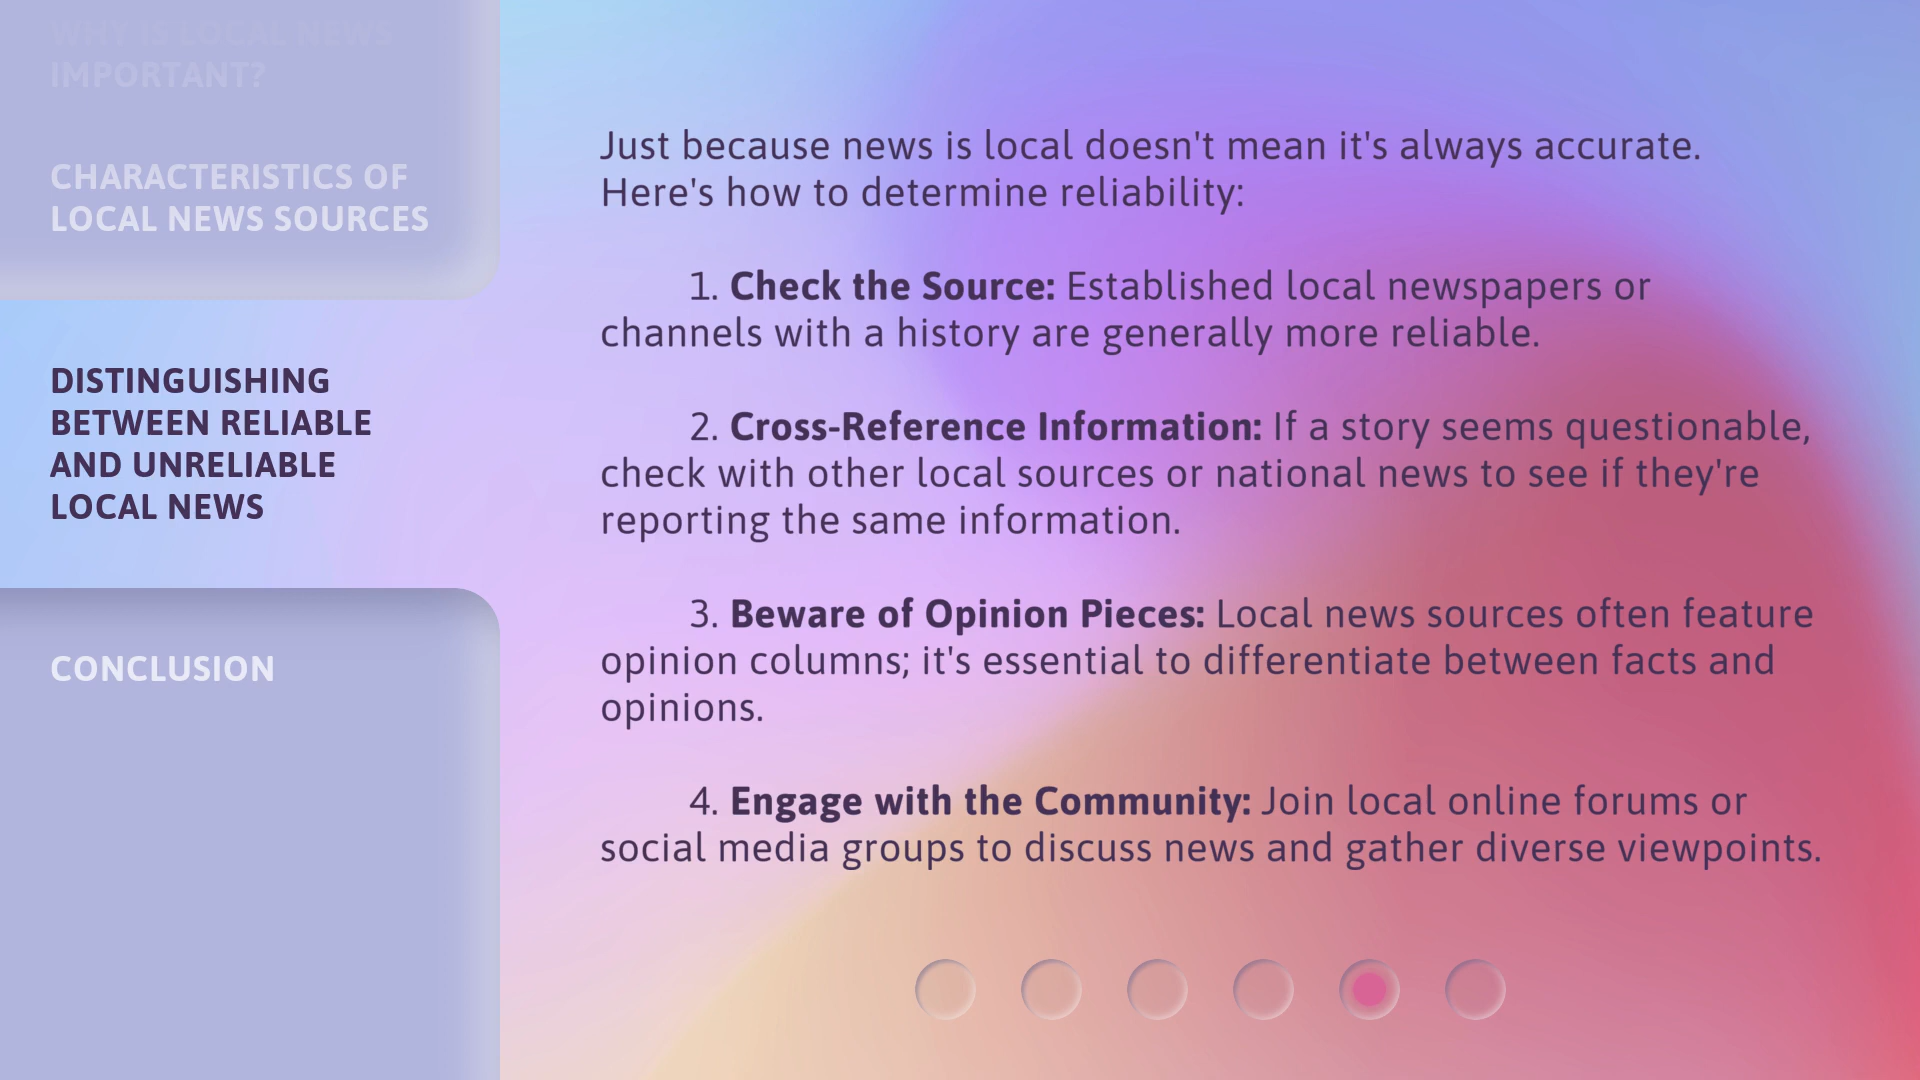 WHY IS LOCAL NEWS
IMPORTANT?
CHARACTERISTICS OF
LOCAL NEWS SOURCES
DISTINGUISHING
BETWEEN RELIABLE
AND UNRELIABLE
LOCAL NEWS
CONCLUSION
Just because news is local doesn't mean it's always accurate.
Here's how to determine reliability:
1. Check the Source: Established local newspapers or
channels with a history are generally more reliable.
2. Cross-Reference Information: If a story seems questionable,
check with other local sources or national news to see if they're
reporting the same information.
3. Beware of Opinion Pieces: Local news sources often feature
opinion columns; it's essential to differentiate between facts and
opinions.
4. Engage with the Community: Join local online forums or
social media groups to discuss news and gather diverse viewpoints.